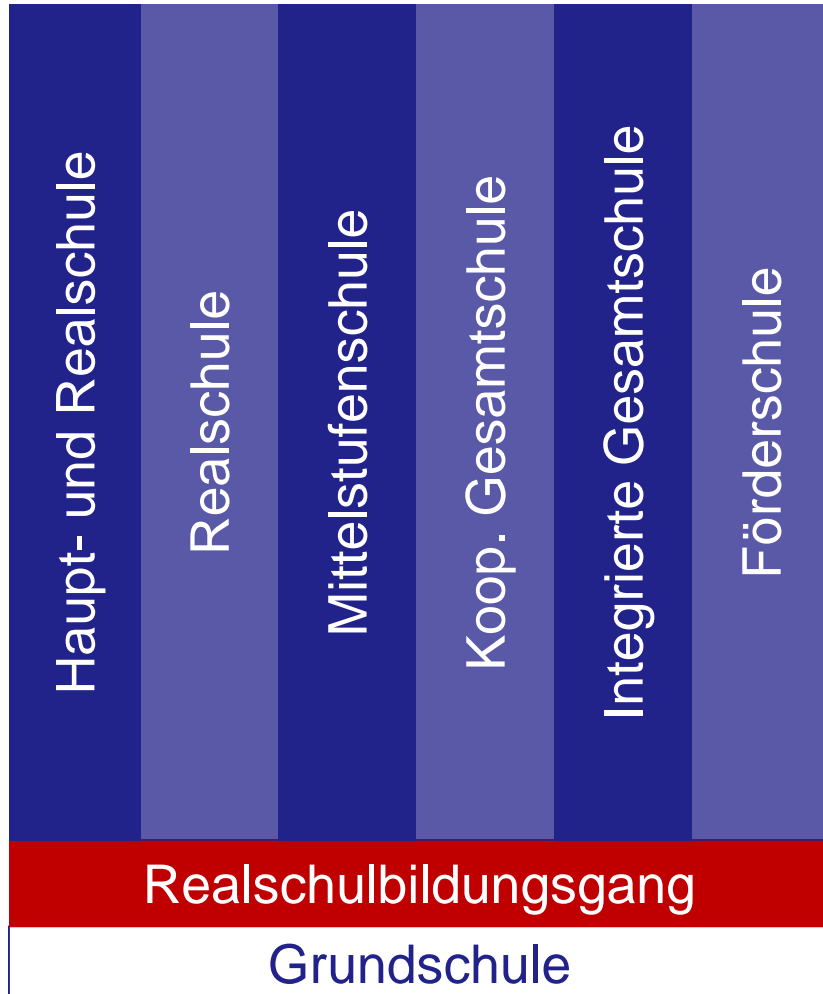 Haupt- und Realschule
Realschule
Mittelstufenschule
Koop. Gesamtschule
Integrierte Gesamtschule
Förderschule
Realschulbildungsgang
Grundschule